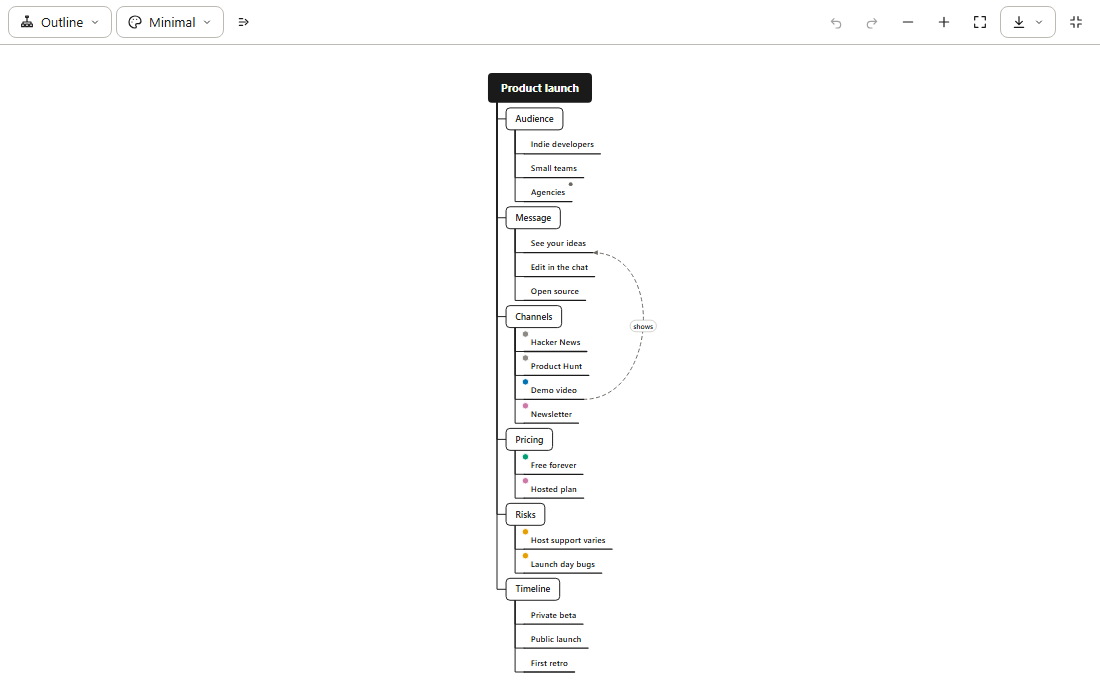 Outline
Minimal
Product launch
Audience
Indie developers
Small teams
Agencies
Message
See your ideas
Edit in the chat
Open source
Channels
shows
Hacker News
Product Hunt
Demo video
Newsletter
Pricing
Free forever
Hosted plan
Risks
Host support varies
Launch day bugs
Timeline
Private beta
Public launch
First retro